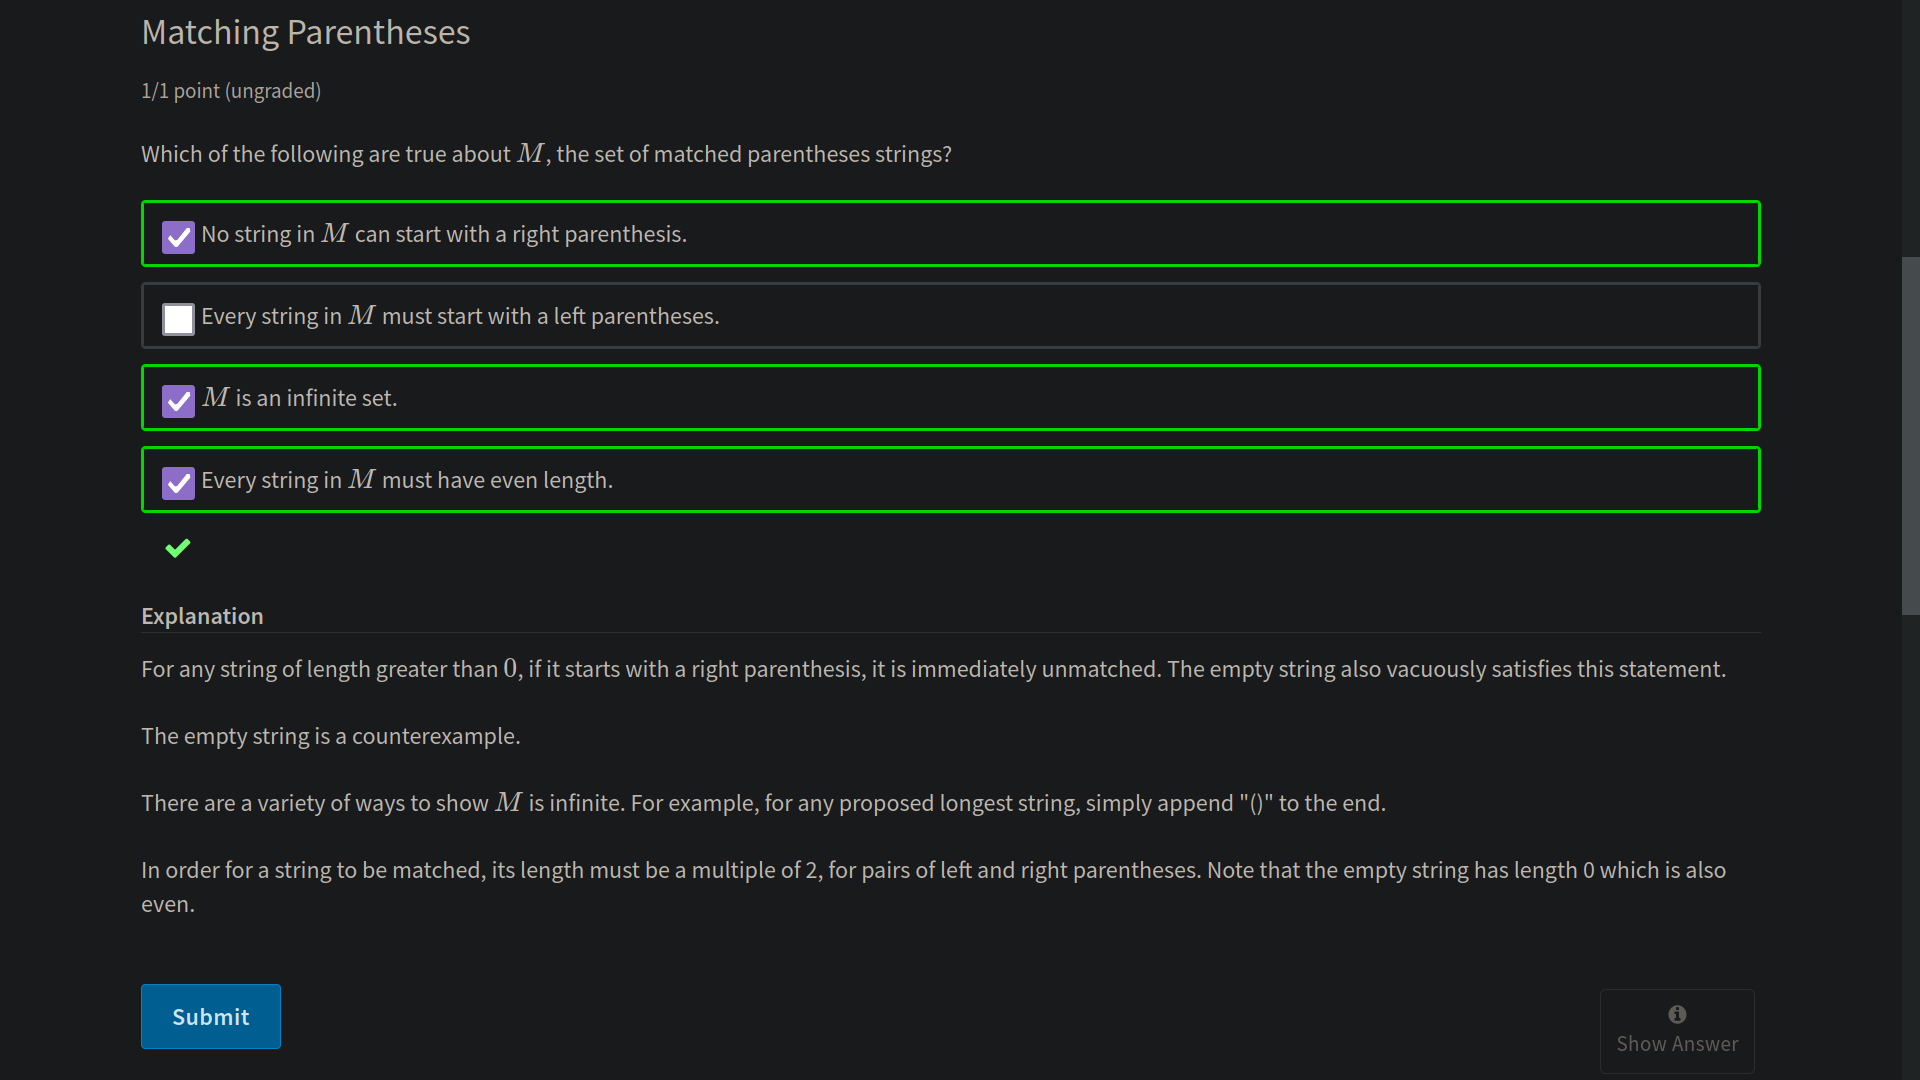 Matching Parentheses
1/1 point (ungraded)
Which of the following are true about M, the set of matched parentheses strings?
No string in M can start with a right parenthesis.
Every string in M must start with a left parentheses.
M is an infinite set.
Every string in M must have even length.
Explanation
For any string of length greater than 0, if it starts with a right parenthesis, it is immediately unmatched. The empty string also vacuously satisfies this statement.
The empty string is a counterexample.
There are a variety of ways to show M is infinite. For example, for any proposed longest string, simply append "()" to the end.
In order for a string to be matched, its length must be a multiple of 2, for pairs of left and right parentheses. Note that the empty string has length 0 which is also
even.
Submit
Show Answer